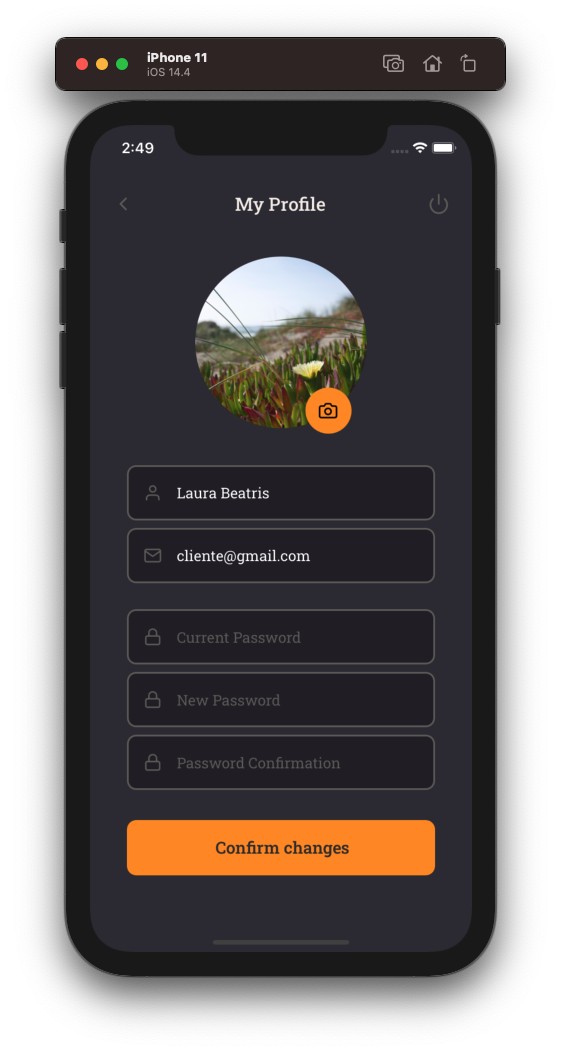 iPhone 11
iOS 14.4
2:49
My Profile
Laura Beatris
cliente@gmail.com
Current Password
New Password
Password Confirmation
Confirm changes